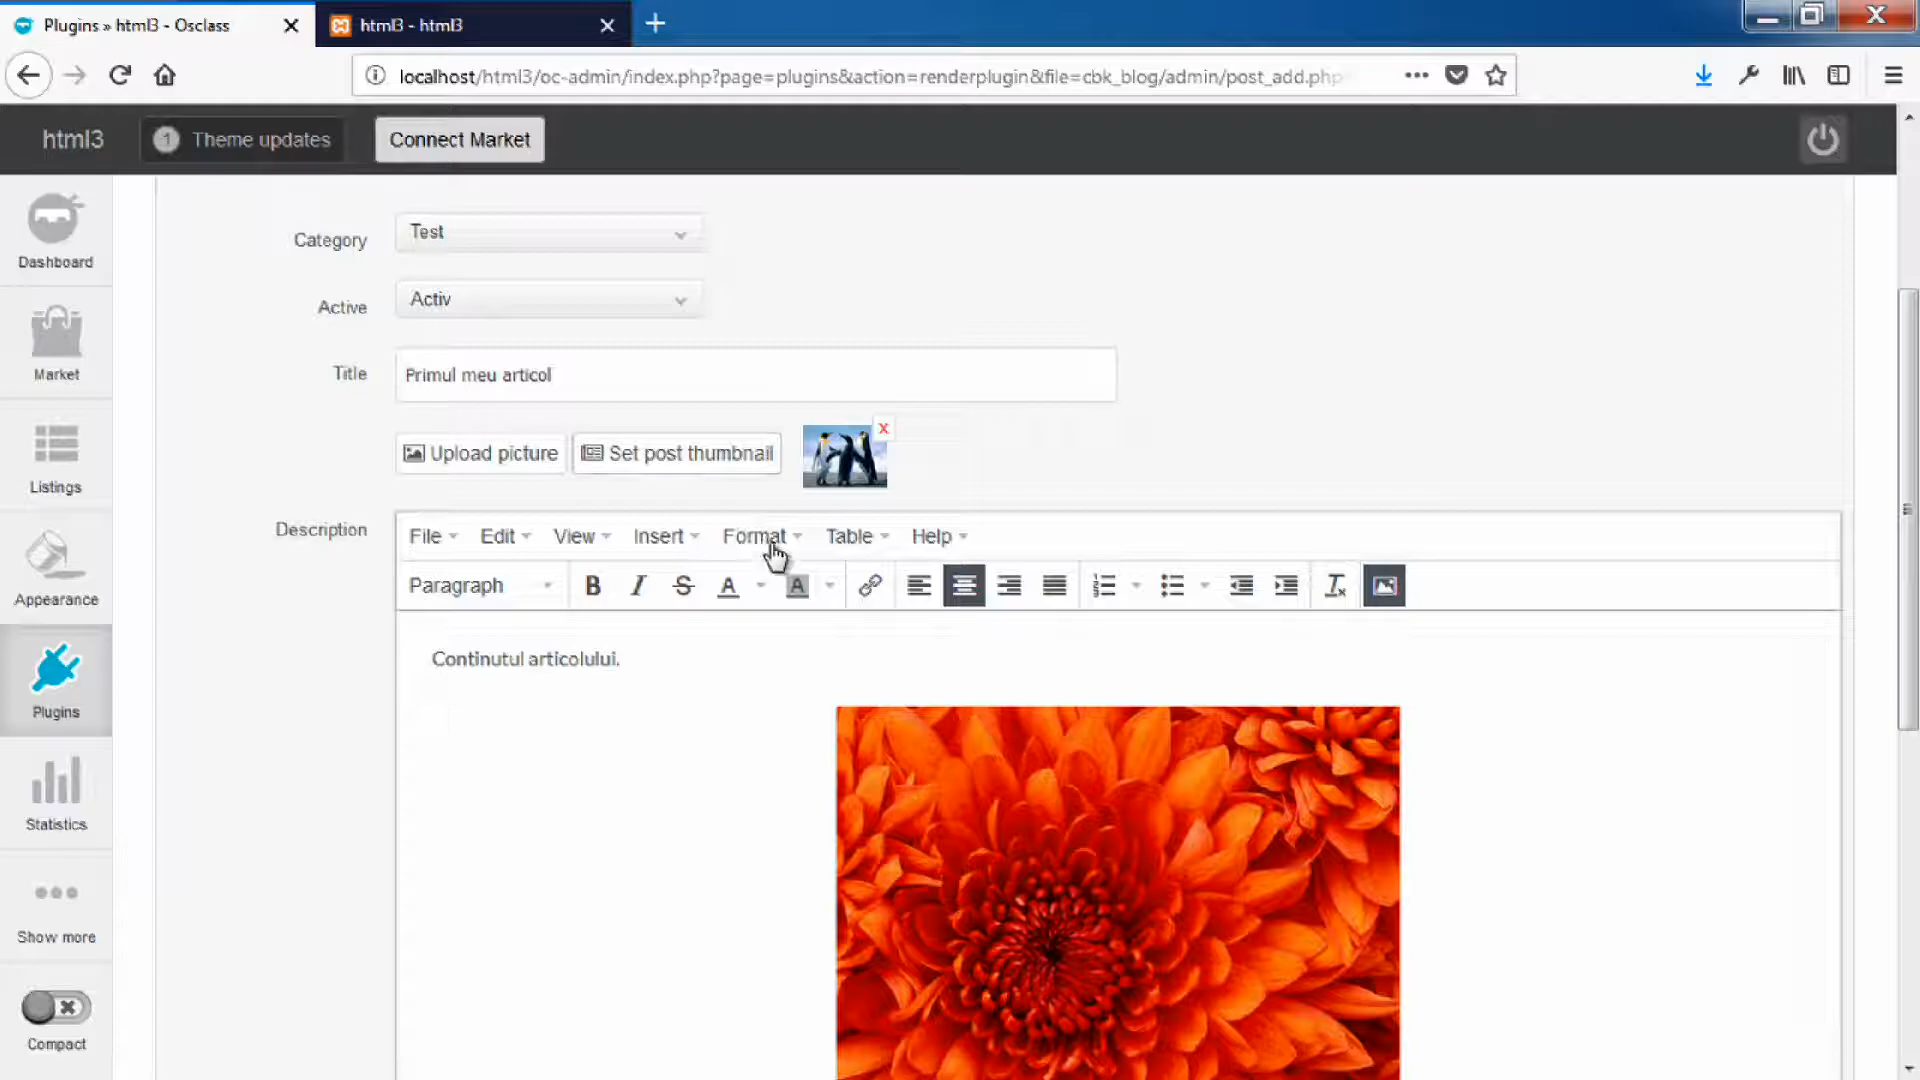 Plugins » html3 - Osclass
html3 - html3
localhost/html3/oc-admin/index.php?page=plugins&action=renderplugin&file=cbk_blog/admin/post_add.php
html3
1 Theme updates
Connect Market
Dashboard
Market
Listings
Appearance
Plugins
Statistics
Show more
Compact
Category
Test
Active
Activ
Title
Primul meu articol
Upload picture
Set post thumbnail
x
Description
File Edit View Insert Format Table Help
Paragraph B I S A A
Continutul articolului.